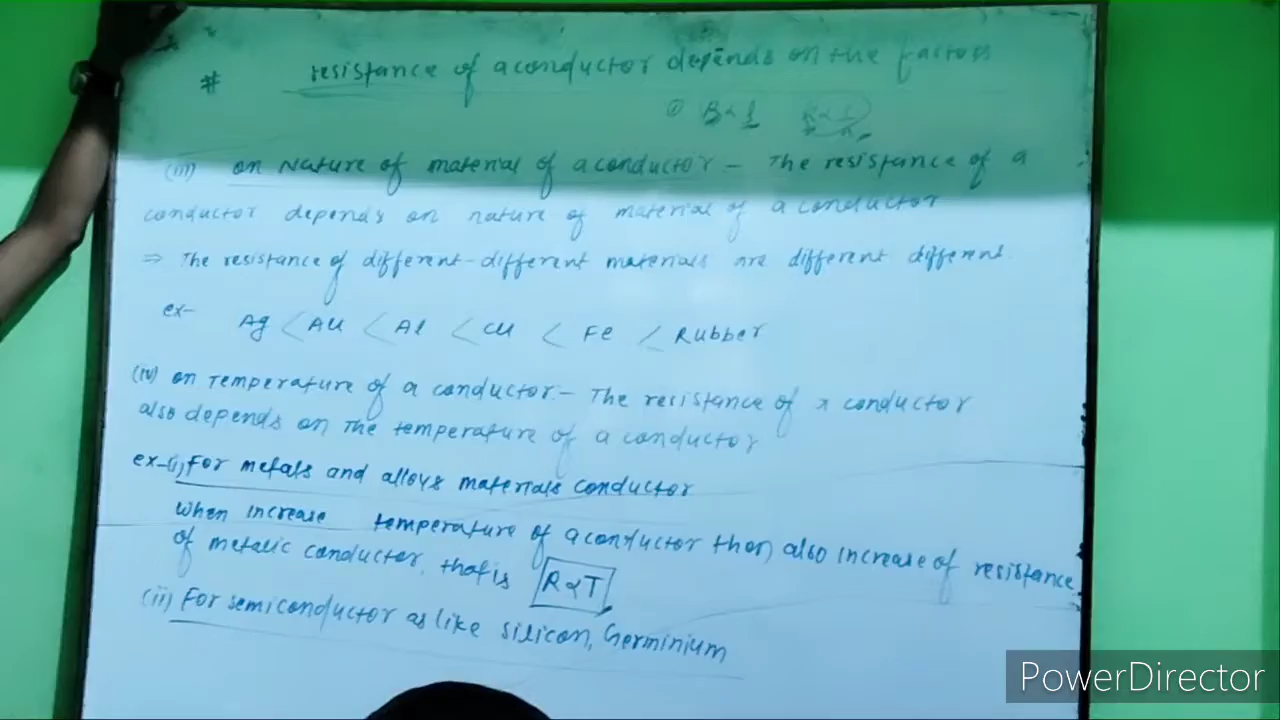 # resistance of a conductor depends on the factors
(iii) on Nature of material of a conductor – The resistance of a
conductor depends on nature of material of a conductor
⇒ The resistance of different-different materials are different different.
ex- Ag < Au < Al < Cu < Fe < Rubber
(iv) on Temperature of a conductor:– The resistance of a conductor
also depends on the temperature of a conductor
ex-(i) For metals and alloys materials conductor
when increase temperature of a conductor then also increase of resistance
of metalic conductor. that is R∝T
(ii) For semiconductor as like silicon, Germinium
PowerDirector